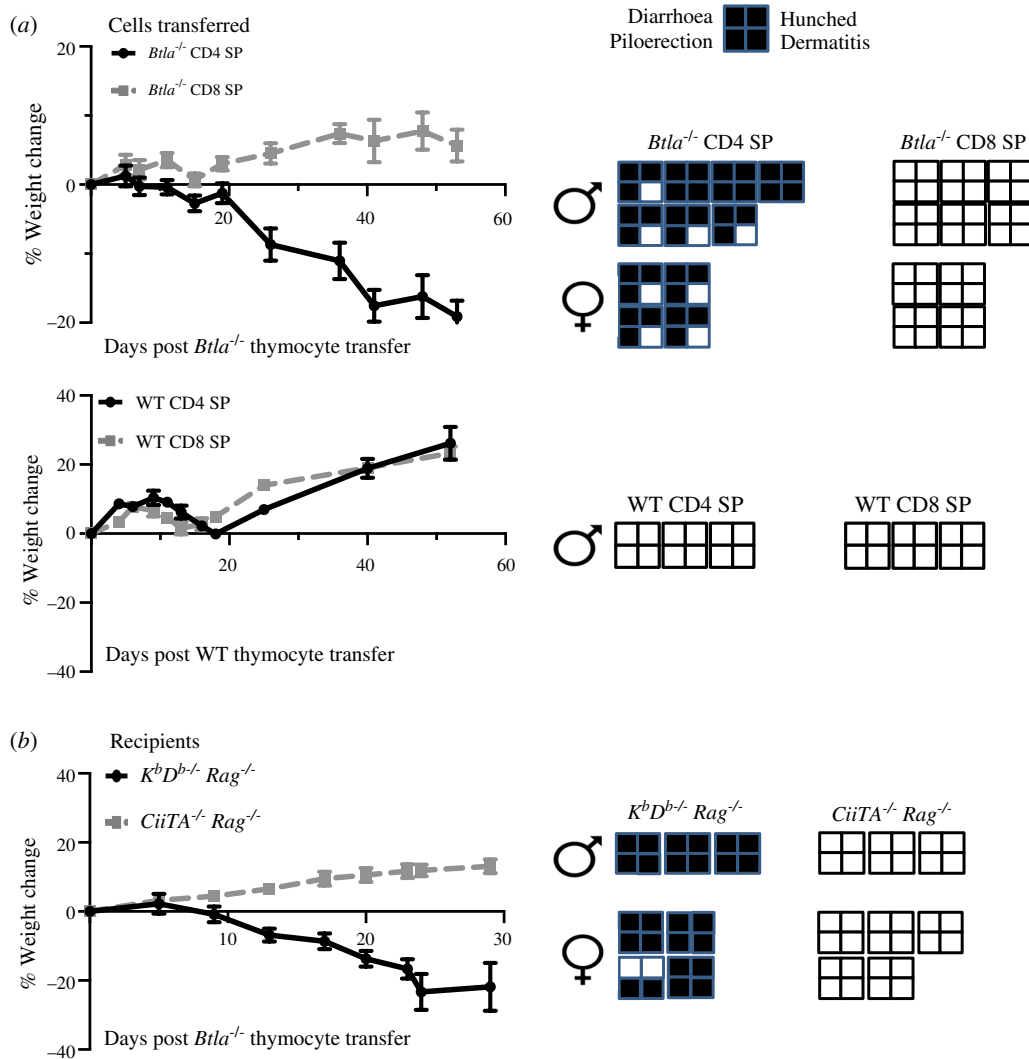 (a)
Cells transferred
Btla-/- CD4 SP
Btla-/- CD8 SP
20
0
–20
20
40
60
% Weight change
Days post Btla-/- thymocyte transfer
Diarrhoea
Piloerection
Hunched
Dermatitis
Btla-/- CD4 SP
Btla-/- CD8 SP
♂
♀
40
20
0
–20
–40
20
40
60
WT CD4 SP
WT CD8 SP
% Weight change
Days post WT thymocyte transfer
WT CD4 SP
WT CD8 SP
♂
(b)
Recipients
KbDb-/- Rag-/-
CiiTA-/- Rag-/-
40
20
0
–20
–40
10
20
30
% Weight change
Days post Btla-/- thymocyte transfer
KbDb-/- Rag-/-
CiiTA-/- Rag-/-
♂
♀